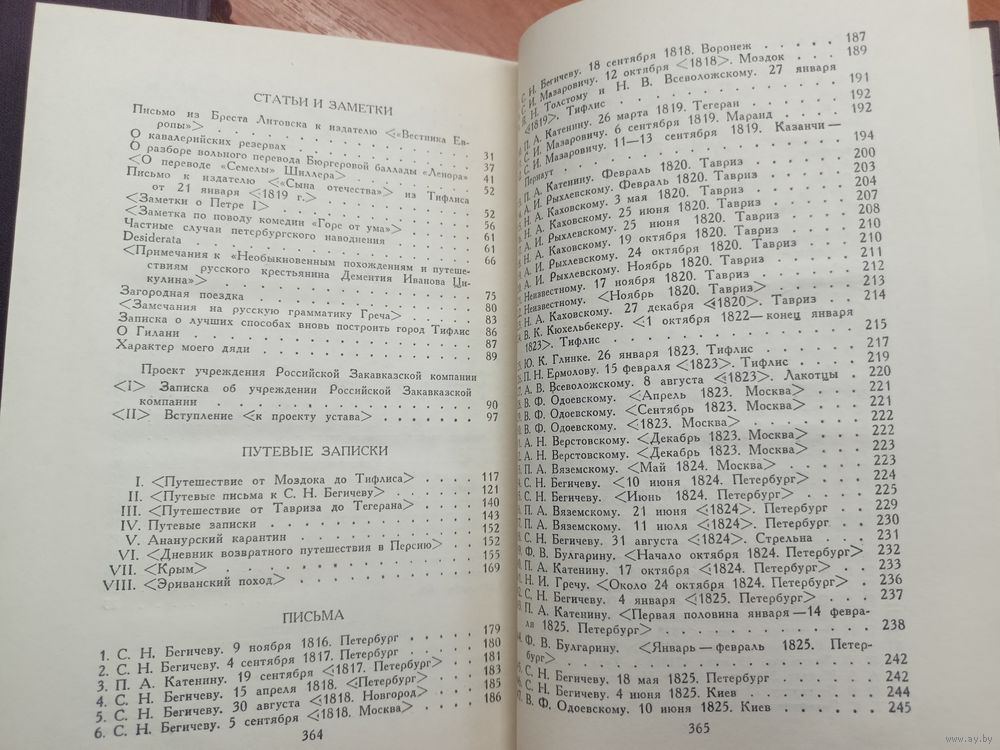 СТАТЬИ И ЗАМЕТКИ
Письмо из Бреста Литовска к издателю <«Вестника Ев-
ропы»> . . . . . . . . . . 31
О кавалерийских резервах . . . . . . 37
О разборе вольного перевода Бюргеровой баллады «Ленора» 41
<О переводе «Семелы» Шиллера> . . . . . 52
Письмо к издателю <«Сына отечества»> из Тифлиса
от 21 января <1819 г.> . . . . . . 52
<Заметки о Петре I> . . . . . . . 56
<Заметка по поводу комедии «Горе от ума»> . . . 61
Частные случаи петербургского наводнения . . . 61
Desiderata . . . . . . . . . 66
<Примечания к «Необыкновенным похождениям и путеше-
ствиям русского крестьянина Дементия Иванова Ци-
кулина»> . . . . . . . . . 75
Загородная поездка . . . . . . . 80
<Замечания на русскую грамматику Греча> . . . 83
Записка о лучших способах вновь построить город Тифлис 86
О Гилани . . . . . . . . . 87
Характер моего дяди . . . . . . . 89
Проект учреждения Российской Закавказской компании
<I> Записка об учреждении Российской Закавказской
компании . . . . . . . . . 90
<II> Вступление <к проекту устава> . . . . 97
ПУТЕВЫЕ ЗАПИСКИ
I. <Путешествие от Моздока до Тифлиса> . . . 117
II. <Путевые письма к С. Н. Бегичеву> . . . 121
III. <Путешествие от Тавриза до Тегерана> . . . 140
IV. Путевые записки . . . . . . . 143
V. Ананурский карантин . . . . . . 152
VI. <Дневник возвратного путешествия в Персию> . . . 152
VII. <Крым> . . . . . . . . 155
VIII. <Эриванский поход> . . . . . . 169
ПИСЬМА
1. С. Н. Бегичеву. 9 ноября 1816. Петербург . . . 179
2. С. Н. Бегичеву. 4 сентября 1817. Петербург . . . 180
3. П. А. Катенину. 19 сентября <1817. Петербург> . . . 181
4. С. Н. Бегичеву. 15 апреля 1818. <Петербург> . . . 183
5. С. Н. Бегичеву. 30 августа <1818. Новгород> . . . 185
6. С. Н. Бегичеву. 5 сентября <1818. Москва> . . . 186
364
С. Н. Бегичеву. 18 сентября 1818. Воронеж . . . . . 187
С. И. Мазаровичу. 12 октября <1818>. Моздок . . . 189
Я. Н. Толстому и Н. В. Всеволожскому. 27 января
<1819>. Тифлис . . . . . . . 191
П. А. Катенину. 26 марта 1819. Тегеран . . . . 192
С. И. Мазаровичу. 6 сентября 1819. Маранд . . . 192
С. И. Мазаровичу. 11—13 сентября 1819. Казанчи —
Пернаут . . . . . . . . . 194
П. А. Катенину. Февраль 1820. Тавриз . . . . 200
А. И. Рыхлевскому. Февраль 1820. Тавриз . . . 203
Н. А. Каховскому. 3 мая 1820. Тавриз . . . . 204
Н. А. Каховскому. 25 июня 1820. Тавриз . . . 207
А. И. Рыхлевскому. 25 июня 1820. Тавриз . . . 208
Н. А. Каховскому. 19 октября 1820. Тавриз . . . 210
А. И. Рыхлевскому. 24 октября 1820. Тавриз . . . 210
А. И. Рыхлевскому. Ноябрь 1820. Тавриз . . . 211
Неизвестному. 17 ноября 1820. Тавриз . . . . 212
Неизвестному. <Ноябрь 1820. Тавриз> . . . . 213
Н. А. Каховскому. 27 декабря <1820>. Тавриз . . . 214
В. К. Кюхельбекеру. <1 октября 1822—конец января
1823>. Тифлис . . . . . . . . 215
Ю. К. Глинке. 26 января 1823. Тифлис . . . . 217
П. Н. Ермолову. 15 февраля <1823>. Тифлис . . . 219
А. В. Всеволожскому. 8 августа <1823>. Лакотцы . . 220
В. Ф. Одоевскому. <Апрель 1823. Москва> . . . 221
В. Ф. Одоевскому. <Сентябрь 1823. Москва> . . . 221
В. Ф. Одоевскому. <1823. Москва> . . . . . 222
А. Н. Верстовскому. <Декабрь 1823. Москва> . . . 222
А. Н. Верстовскому. <Декабрь 1823. Москва> . . . 223
П. А. Вяземскому. <Май 1824. Москва> . . . . 223
С. Н. Бегичеву. <10 июня 1824. Петербург> . . . 224
С. Н. Бегичеву. <Июнь 1824. Петербург> . . . 225
П. А. Вяземскому. 21 июня <1824>. Петербург . . 229
П. А. Вяземскому. 11 июля <1824>. Петербург . . 230
С. Н. Бегичеву. 31 августа <1824>. Стрельна . . . 231
Ф. В. Булгарину. <Начало октября 1824. Петербург> . 232
П. А. Катенину. 17 октября <1824. Петербург> . . 233
Н. И. Гречу. <Около 24 октября 1824. Петербург> . . 236
С. Н. Бегичеву. 4 января <1825. Петербург> . . . 237
П. А. Катенину. <Первая половина января—14 февра-
ля 1825. Петербург> . . . . . . . 238
Ф. В. Булгарину. <Январь—февраль 1825. Петер-
бург> . . . . . . . . . . 242
С. Н. Бегичеву. 18 мая 1825. Петербург . . . . 242
С. Н. Бегичеву. 4 июня 1825. Киев . . . . . 244
В. Ф. Одоевскому. 10 июня 1825. Киев . . . . 245
365
www.ay.by